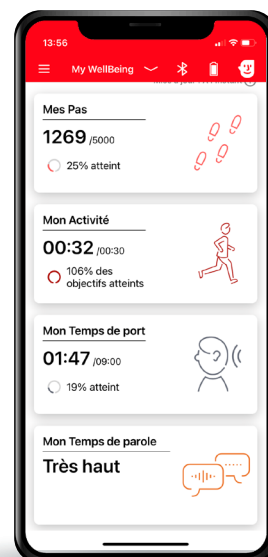 13:56
My WellBeing
Mes Pas
1269 /5000
25% atteint
Mon Activité
00:32 /00:30
106% des
objectifs atteints
Mon Temps de port
01:47 /09:00
19% atteint
Mon Temps de parole
Très haut